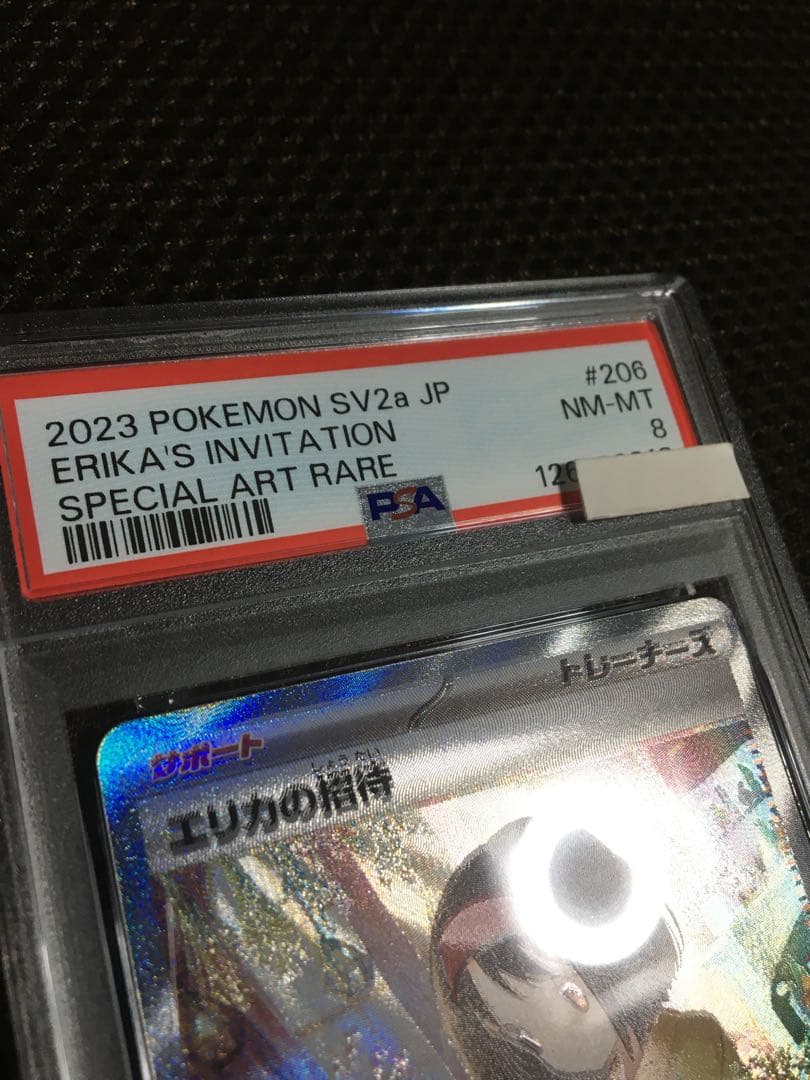 2023 POKEMON SV2a JP
#206
ERIKA'S INVITATION
NM-MT
SPECIAL ART RARE
8
PSA
トレーナーズ
サポート
しょうたい
エリカの招待